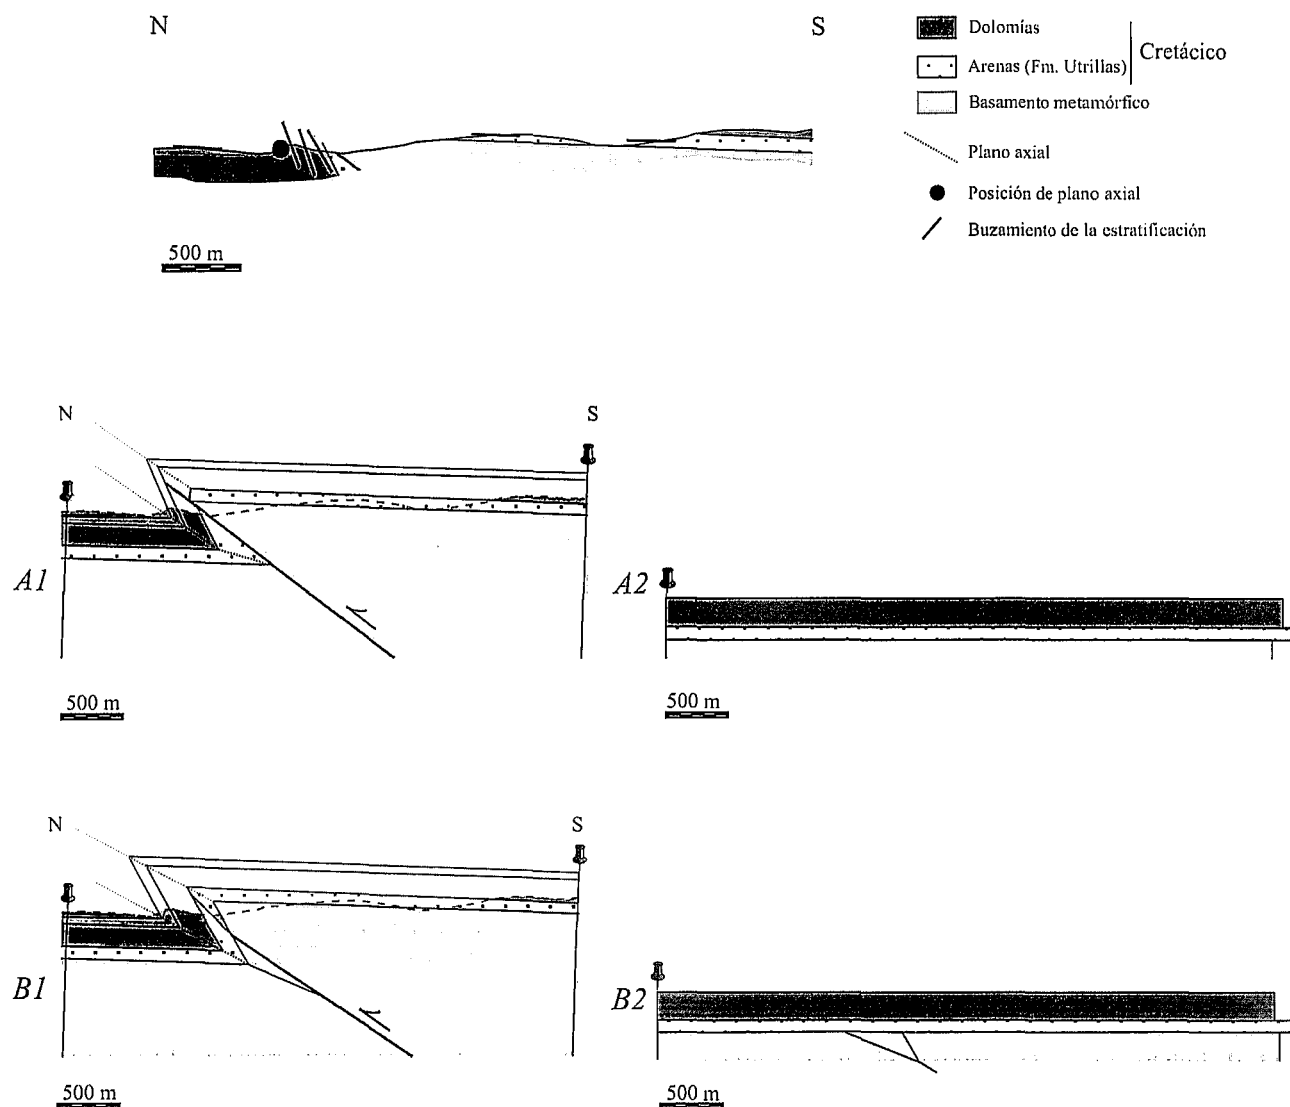 N
S
Dolomías
Arenas (Fm. Utrillas)
Cretácico
Basamento metamórfico
Plano axial
Posición de plano axial
Buzamiento de la estratificación
500 m
N
S
A1
A2
500 m
500 m
N
S
B1
B2
500 m
500 m